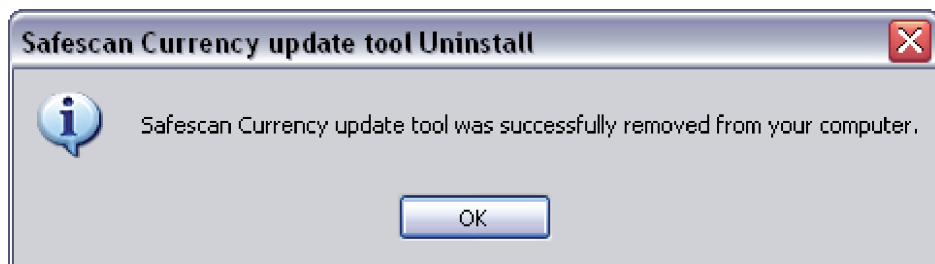 Safescan Currency update tool Uninstall
Safescan Currency update tool was successfully removed from your computer.
OK